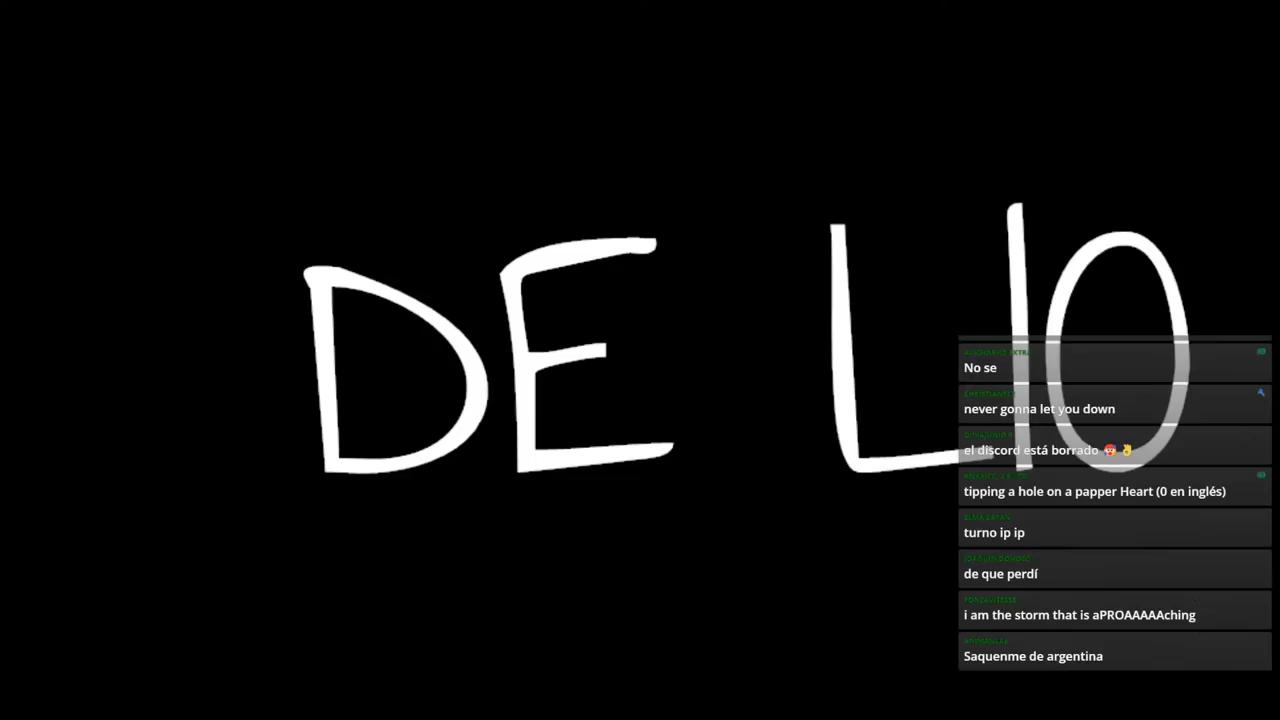 DE LIO
No se
never gonna let you down
el discord está borrado
tipping a hole on a papper Heart (0 en inglés)
turno ip ip
de que perdí
i am the storm that is aPROAAAAAching
Saquenme de argentina